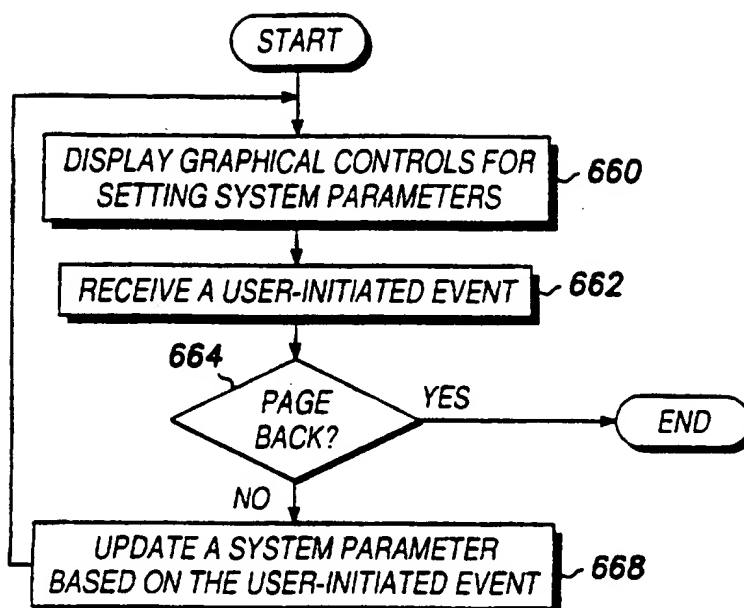 START
DISPLAY GRAPHICAL CONTROLS FOR
SETTING SYSTEM PARAMETERS
660
RECEIVE A USER-INITIATED EVENT
662
664
PAGE
BACK?
YES
END
NO
UPDATE A SYSTEM PARAMETER
BASED ON THE USER-INITIATED EVENT
668